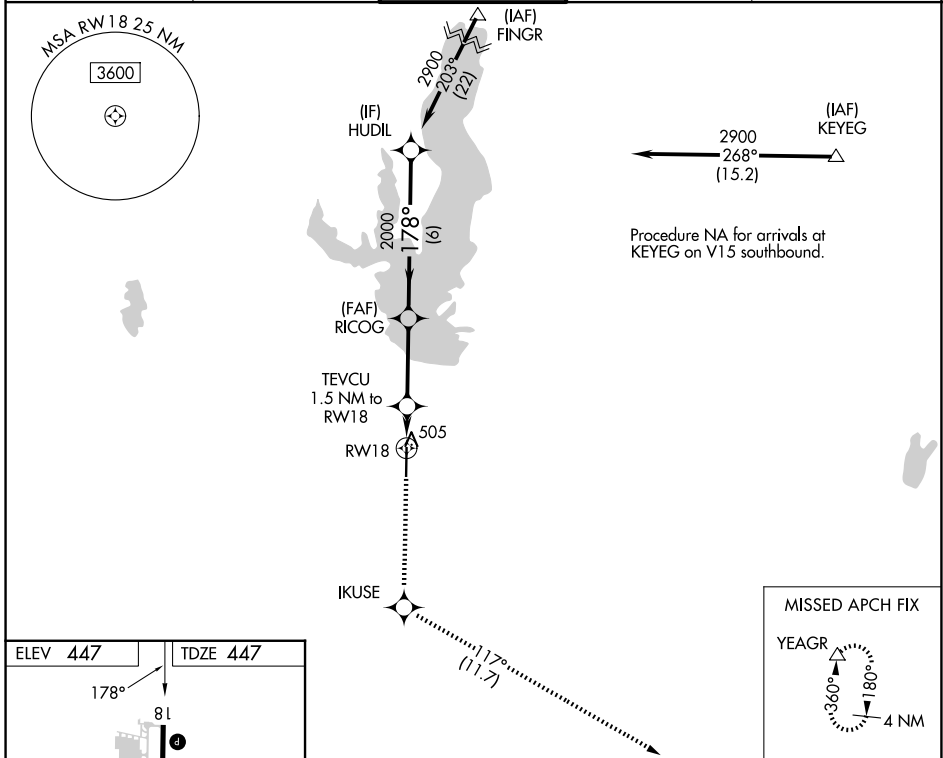 MSA RW18 25 NM
3600
(IAF)
FINGR
2900
203°
(22)
(IF)
HUDIL
(IAF)
KEYEG
2900
268°
(15.2)
2000
178°
(6)
Procedure NA for arrivals at
KEYEG on V15 southbound.
(FAF)
RICOG
TEVCU
1.5 NM to
RW18
505
RW18
IKUSE
117°
(11.7)
MISSED APCH FIX
YEAGR
360°
180°
4 NM
ELEV 447
TDZE 447
178°
18
P